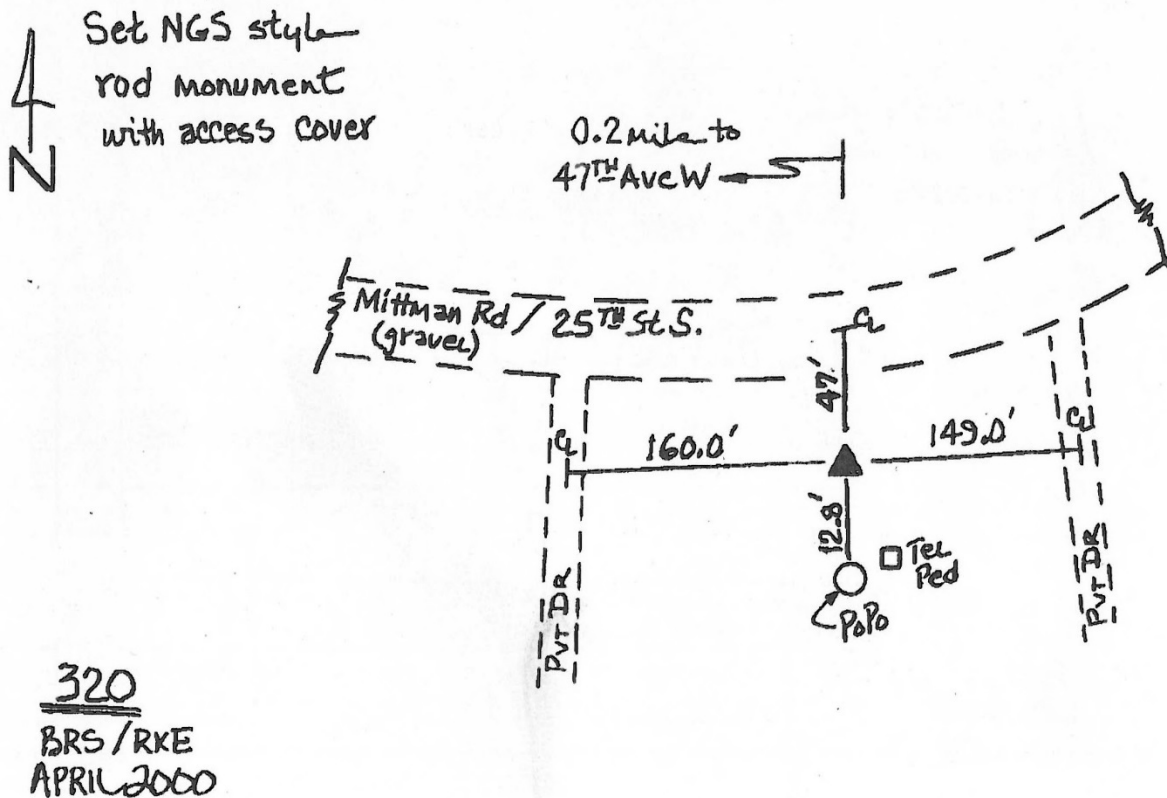 Set NGS style
rod monument
with access cover
N
0.2 mile to
47TH Ave W
Mittman Rd / 25TH St S.
(gravel)
CL
47'
CL
160.0'
149.0'
CL
12.8'
Tel
Ped
PoPo
Pvt DR
Pvt DR
320
BRS / RKE
APRIL 2000